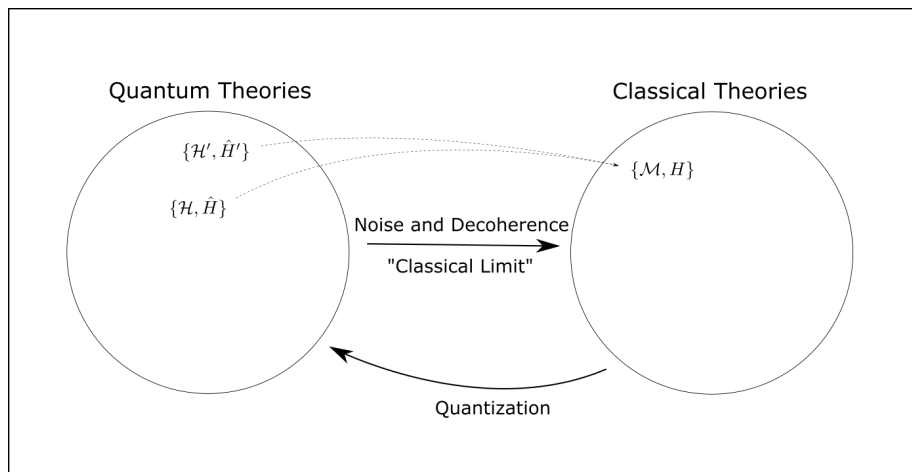 Quantum Theories
Classical Theories
{ℋ′, Ĥ′}
{ℳ, H}
{ℋ, Ĥ}
Noise and Decoherence
"Classical Limit"
Quantization